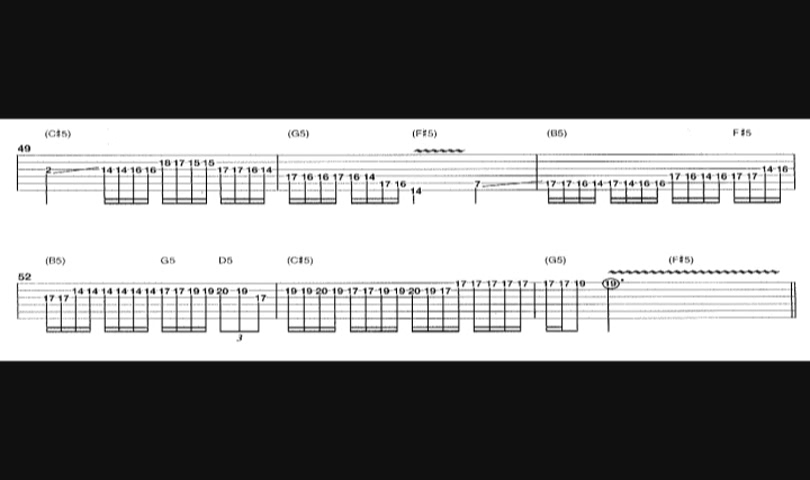 (C#5) (G5) (F#5) (B5) F#5
49
18 17 15 15
2 14 14 16 16 17 17 16 14 14 16
17 16 16 17 16 14 17 16 14 16 17 17
17 16 7 17 17 16 14 17 14 16 16
14
(B5) G5 D5 (C#5) (G5) (F#5)
52
17 17 17 17 17 17 17 19 19
14 14 14 14 14 14 17 17 19 19 20 19 19 19 20 19 17 17 19 19 20 19 17
17 17 17
3